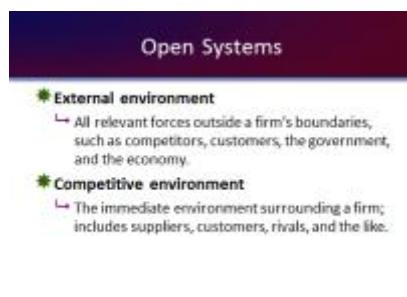 Open Systems
External environment
All relevant forces outside a firm's boundaries,
such as competitors, customers, the government,
and the economy.
Competitive environment
The immediate environment surrounding a firm;
includes suppliers, customers, rivals, and the like.